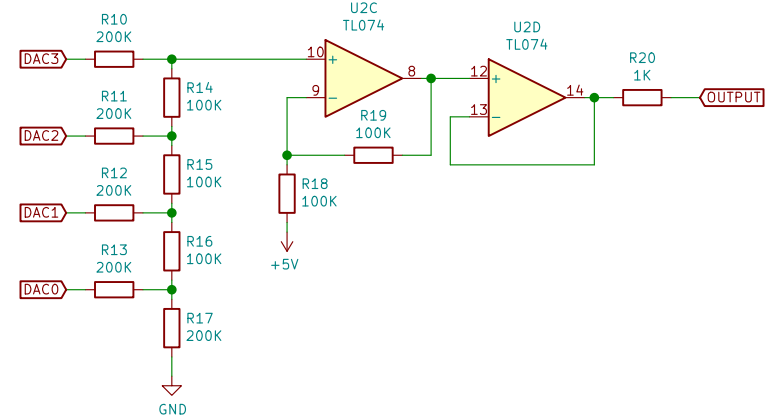 U2C
TL074
R10
200K
DAC3
10
+
8
9
−
U2D
TL074
12
+
14
13
−
R20
1K
OUTPUT
R14
100K
R11
200K
DAC2
R19
100K
R15
100K
R12
200K
DAC1
R18
100K
+5V
R16
100K
R13
200K
DAC0
R17
200K
GND